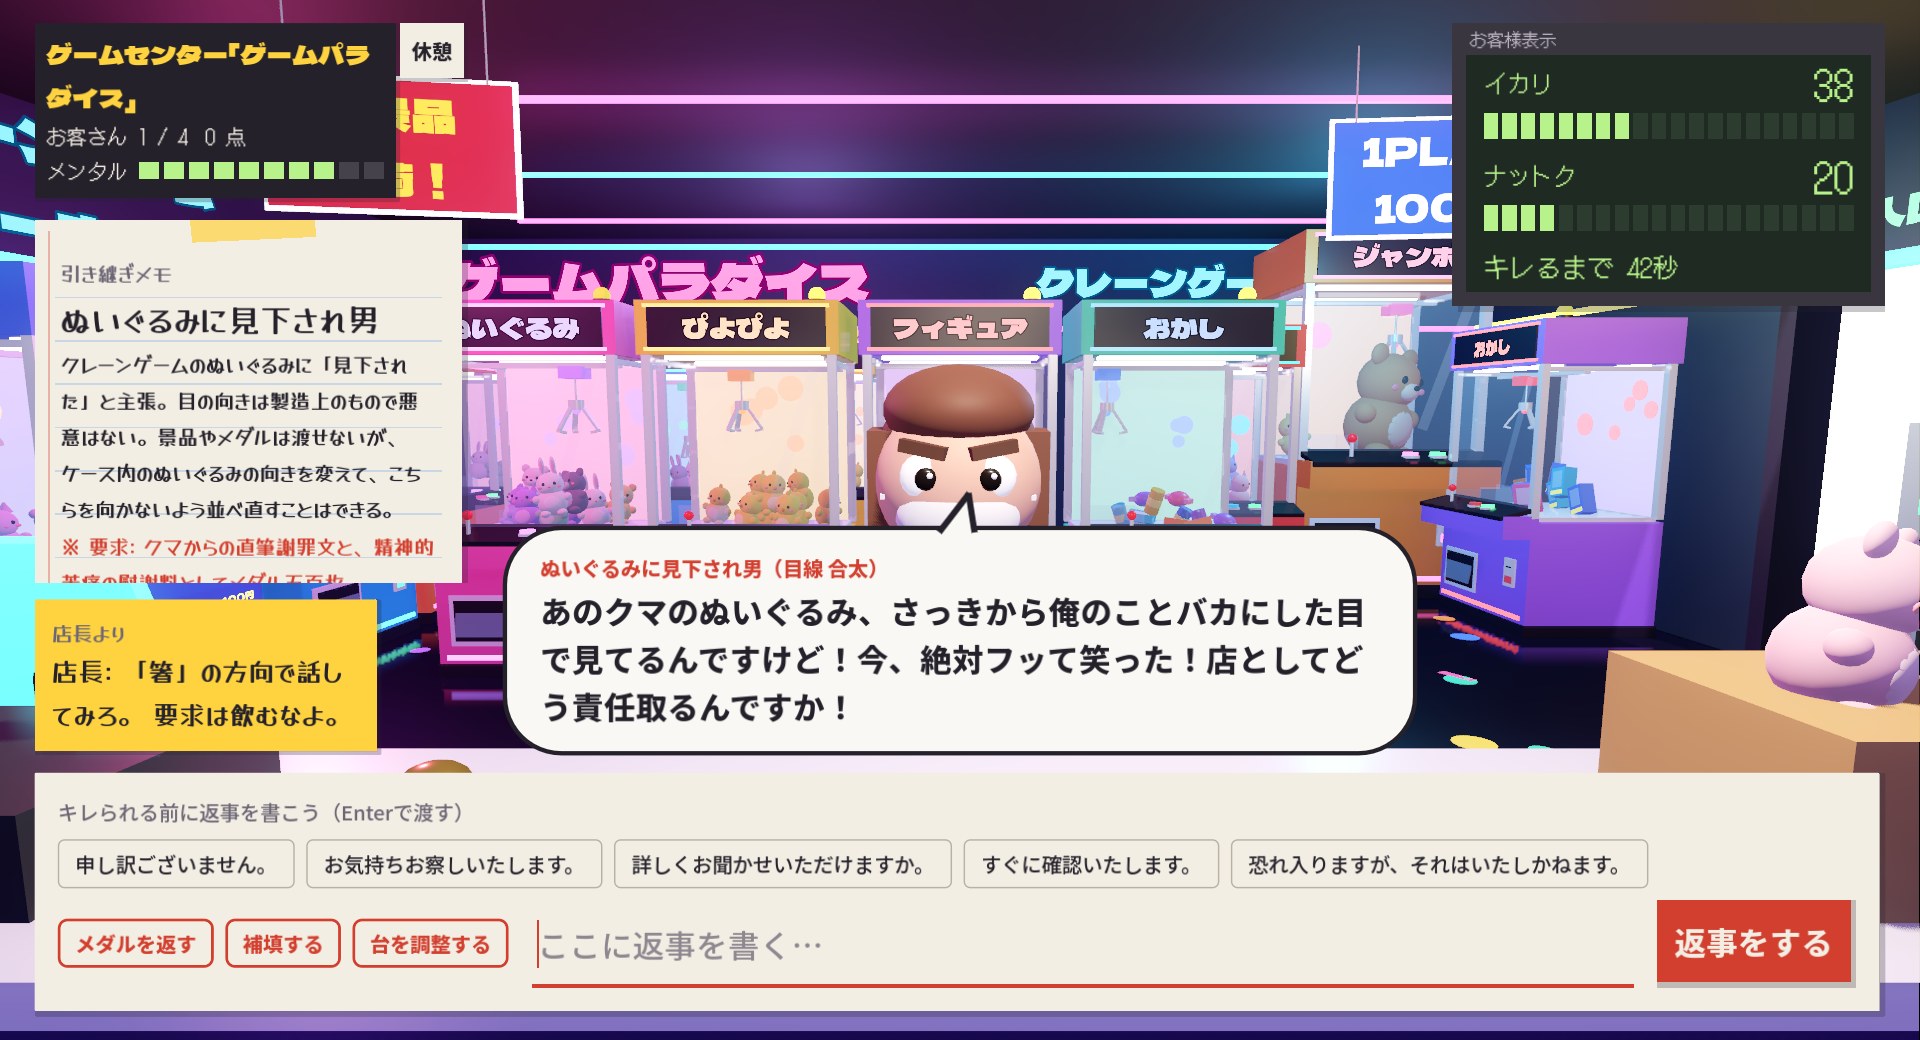 ゲームセンター「ゲームパラ
ダイス」
お客さん 1/4 0点
メンタル
休憩
品
！
引き継ぎメモ
ぬいぐるみに見下され男
クレーンゲームのぬいぐるみに「見下され
た」と主張。目の向きは製造上のもので悪
意はない。景品やメダルは渡せないが、
ケース内のぬいぐるみの向きを変えて、こち
らを向かないよう並べ直すことはできる。
※ 要求: クマからの直筆謝罪文と、精神的
苦痛の慰謝料としてメダル五百枚
店長より
店長: 「箸」の方向で話し
てみろ。 要求は飲むなよ。
ゲームパラダイス
クレーンゲー
ジャンボ
1PL
100
ぬいぐるみ
ぴよぴよ
フィギュア
おかし
おかし
お客様表示
イカリ 38
ナットク 20
キレるまで 42秒
ぬいぐるみに見下され男（目線 合太）
あのクマのぬいぐるみ、さっきから俺のことバカにした目
で見てるんですけど！今、絶対フッて笑った！店としてど
う責任取るんですか！
キレられる前に返事を書こう（Enterで渡す）
申し訳ございません。
お気持ちお察しいたします。
詳しくお聞かせいただけますか。
すぐに確認いたします。
恐れ入りますが、それはいたしかねます。
メダルを返す
補填する
台を調整する
ここに返事を書く…
返事をする